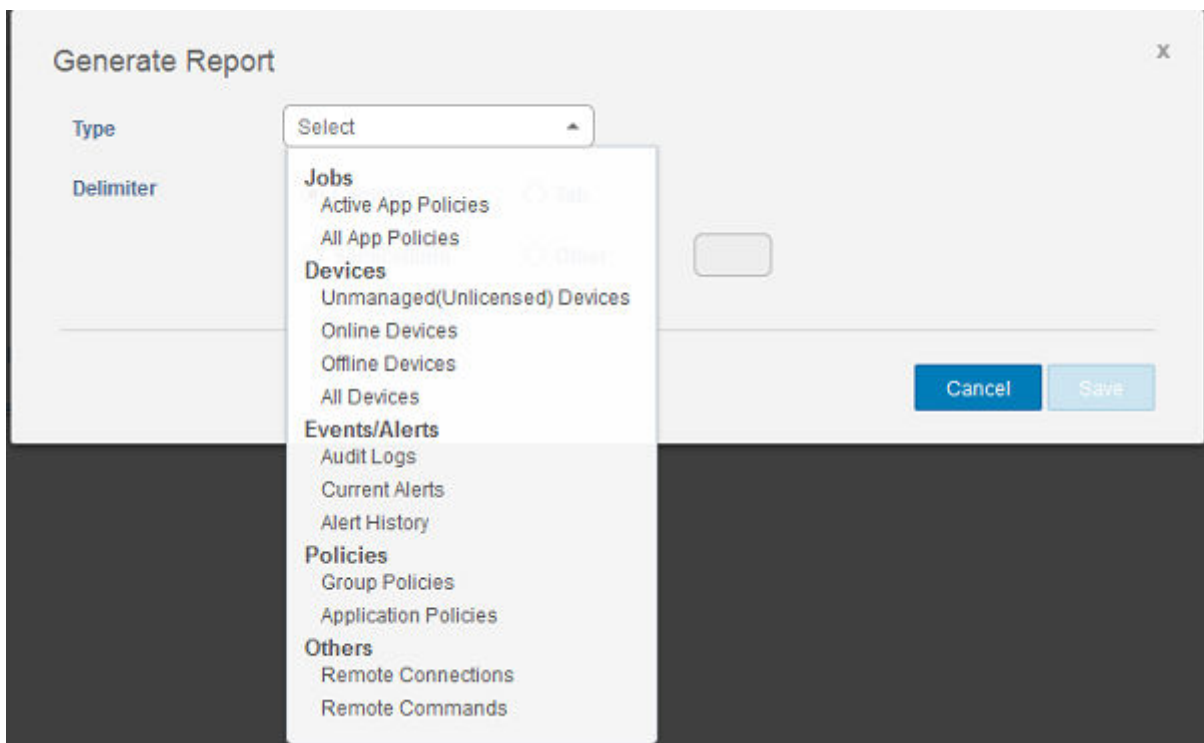 Generate Report
x
Type
Select
Delimiter
Tab
Other
Jobs
Active App Policies
All App Policies
Devices
Unmanaged(Unlicensed) Devices
Online Devices
Offline Devices
All Devices
Events/Alerts
Audit Logs
Current Alerts
Alert History
Policies
Group Policies
Application Policies
Others
Remote Connections
Remote Commands
Cancel
Save